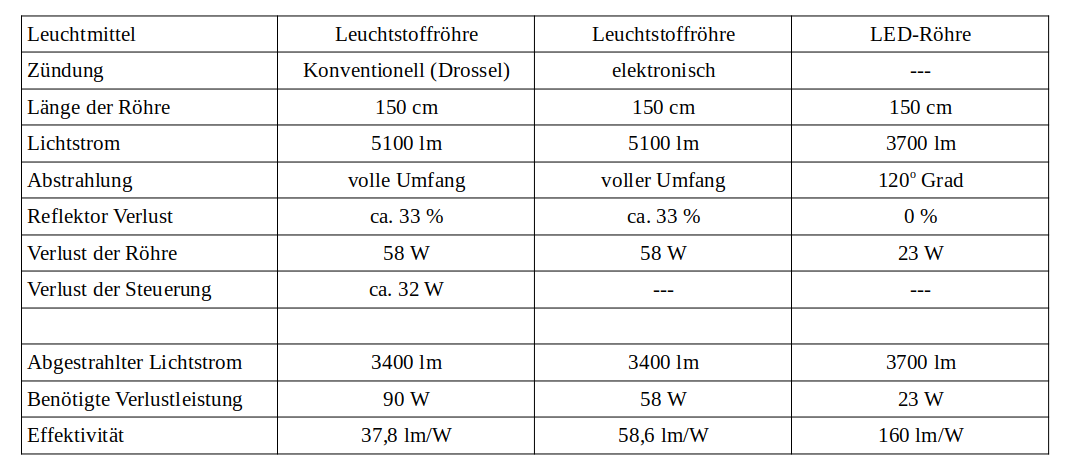 Leuchtmittel Leuchtstoffröhre Leuchtstoffröhre LED-Röhre
Zündung Konventionell (Drossel) elektronisch ---
Länge der Röhre 150 cm 150 cm 150 cm
Lichtstrom 5100 lm 5100 lm 3700 lm
Abstrahlung volle Umfang voller Umfang 120° Grad
Reflektor Verlust ca. 33 % ca. 33 % 0 %
Verlust der Röhre 58 W 58 W 23 W
Verlust der Steuerung ca. 32 W --- ---
Abgestrahlter Lichtstrom 3400 lm 3400 lm 3700 lm
Benötigte Verlustleistung 90 W 58 W 23 W
Effektivität 37,8 lm/W 58,6 lm/W 160 lm/W